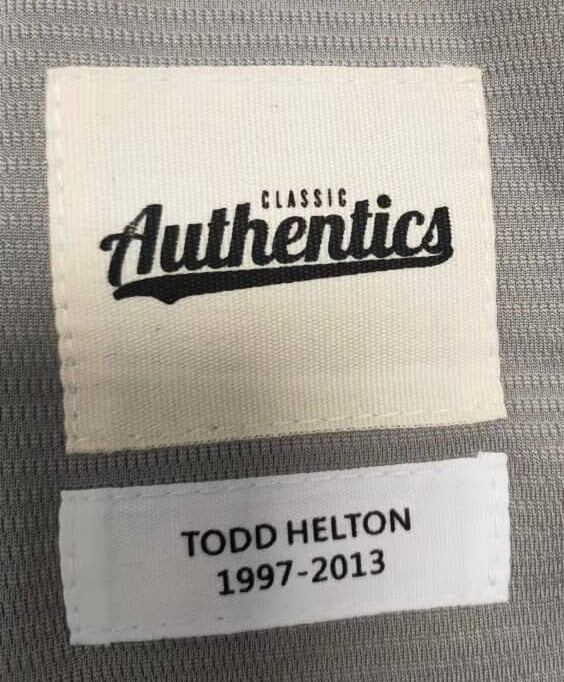 CLASSIC
Authentics
TODD HELTON
1997-2013